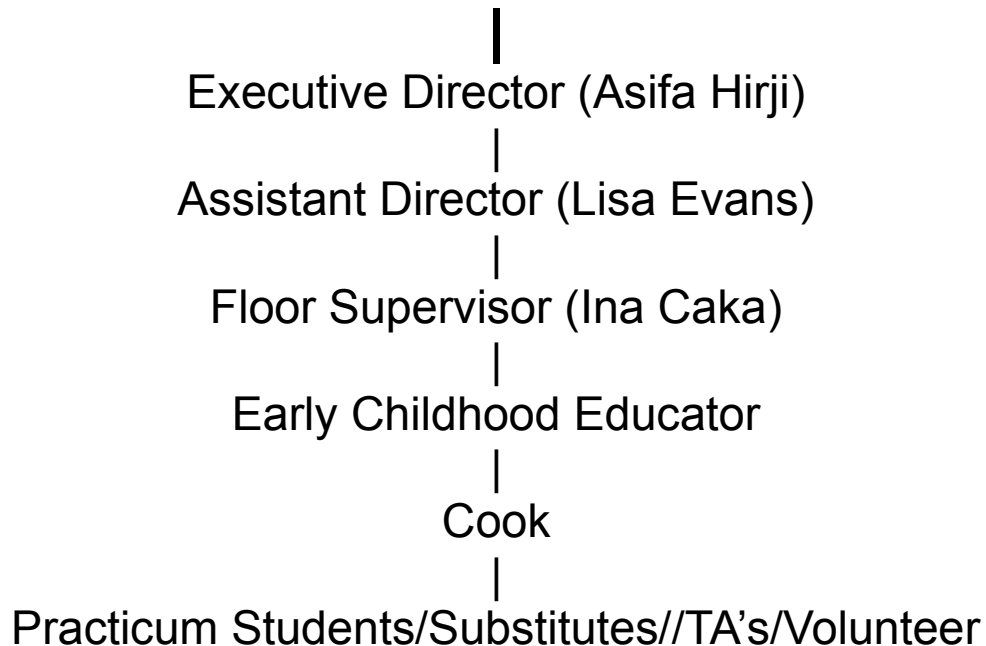 Executive Director (Asifa Hirji)
Assistant Director (Lisa Evans)
Floor Supervisor (Ina Caka)
Early Childhood Educator
Cook
Practicum Students/Substitutes//TA’s/Volunteer